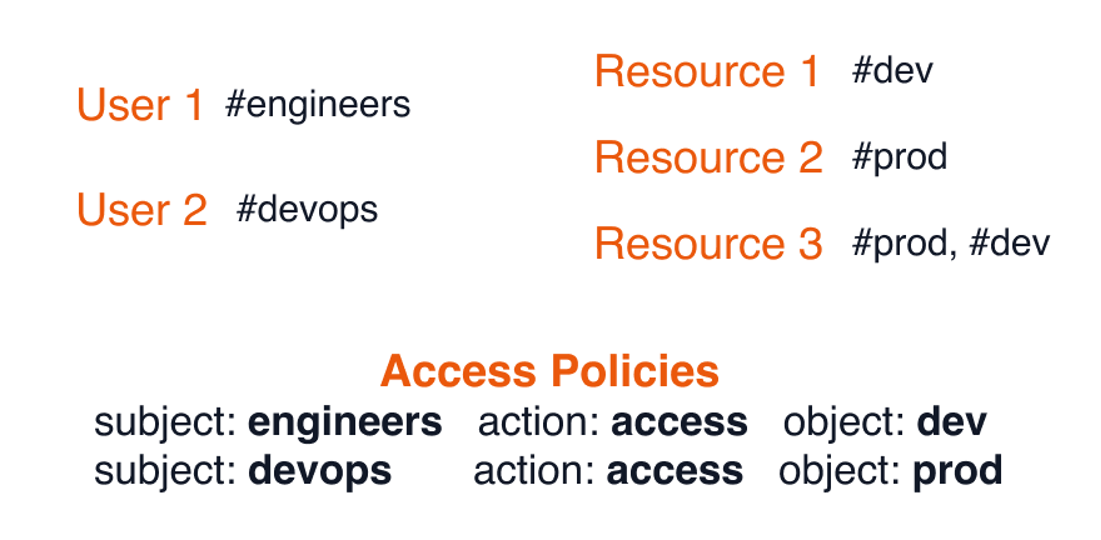 User 1 #engineers
User 2 #devops
Resource 1 #dev
Resource 2 #prod
Resource 3 #prod, #dev
Access Policies
subject: engineers action: access object: dev
subject: devops action: access object: prod